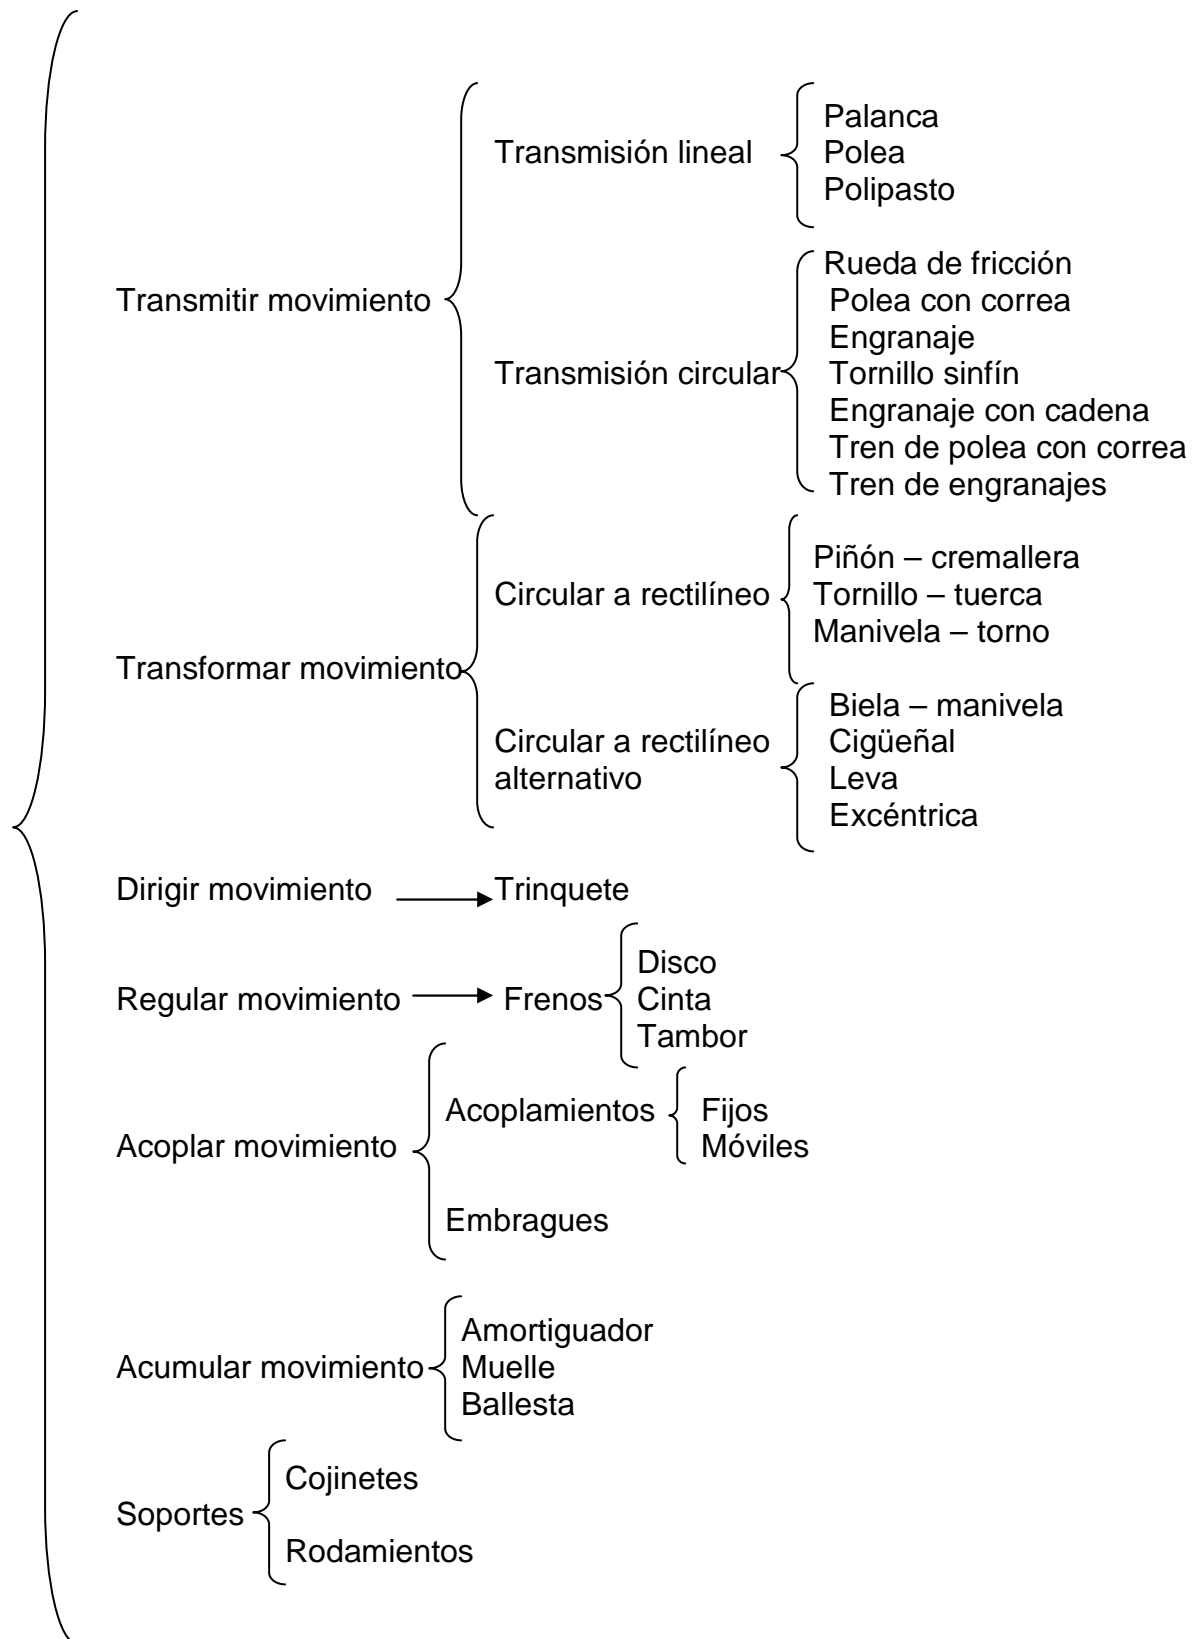 Transmitir movimiento
Transmisión lineal
Palanca
Polea
Polipasto
Transmisión circular
Rueda de fricción
Polea con correa
Engranaje
Tornillo sinfín
Engranaje con cadena
Tren de polea con correa
Tren de engranajes
Transformar movimiento
Circular a rectilíneo
Piñón – cremallera
Tornillo – tuerca
Manivela – torno
Circular a rectilíneo
alternativo
Biela – manivela
Cigüeñal
Leva
Excéntrica
Dirigir movimiento
Trinquete
Regular movimiento
Frenos
Disco
Cinta
Tambor
Acoplar movimiento
Acoplamientos
Fijos
Móviles
Embragues
Acumular movimiento
Amortiguador
Muelle
Ballesta
Soportes
Cojinetes
Rodamientos